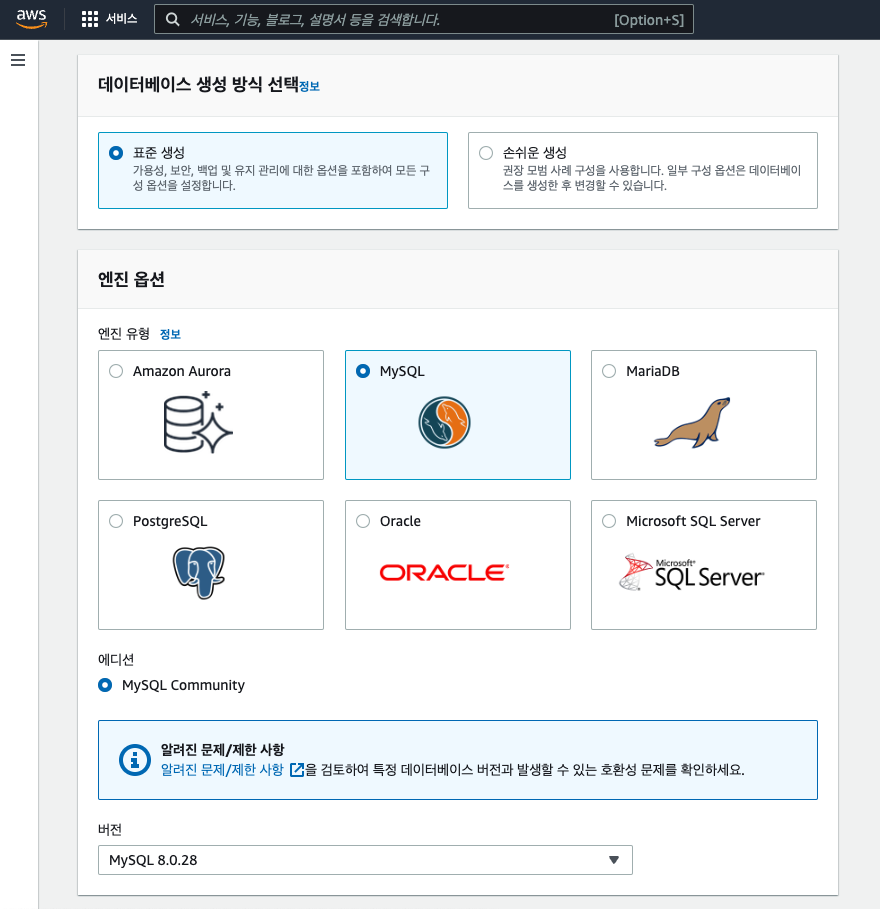 aws
서비스
서비스, 기능, 블로그, 설명서 등을 검색합니다.
[Option+S]
데이터베이스 생성 방식 선택정보
표준 생성
가용성, 보안, 백업 및 유지 관리에 대한 옵션을 포함하여 모든 구
성 옵션을 설정합니다.
손쉬운 생성
권장 모범 사례 구성을 사용합니다. 일부 구성 옵션은 데이터베이
스를 생성한 후 변경할 수 있습니다.
엔진 옵션
엔진 유형 정보
Amazon Aurora
MySQL
MariaDB
PostgreSQL
Oracle
ORACLE
Microsoft SQL Server
Microsoft
SQL Server
에디션
MySQL Community
알려진 문제/제한 사항
알려진 문제/제한 사항 을 검토하여 특정 데이터베이스 버전과 발생할 수 있는 호환성 문제를 확인하세요.
버전
MySQL 8.0.28